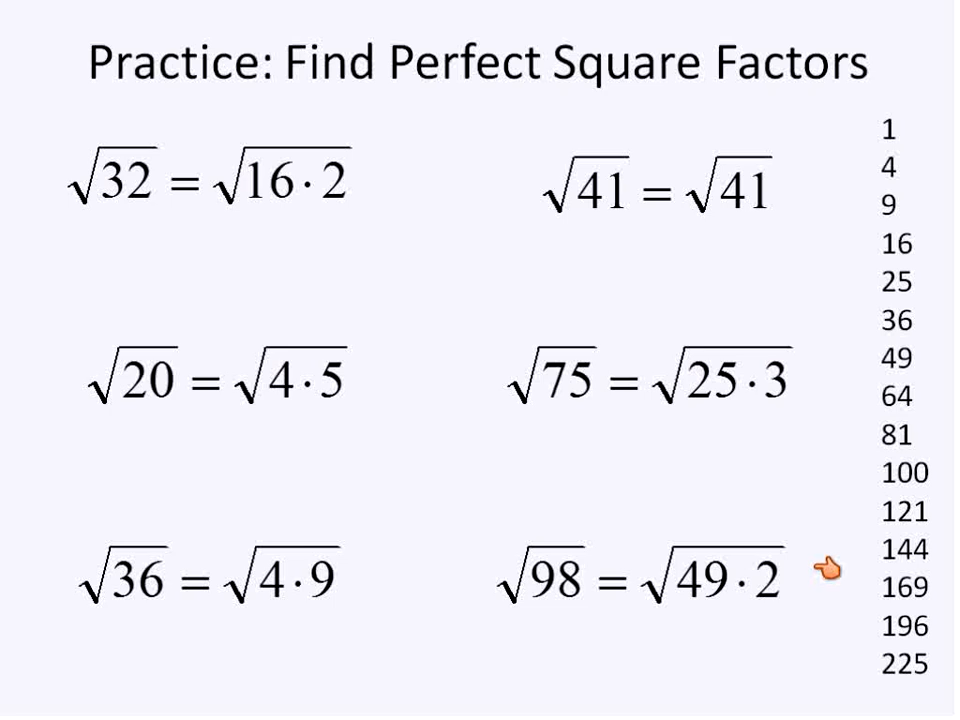 Practice: Find Perfect Square Factors
√32 = √16 · 2
√41 = √41
√20 = √4 · 5
√75 = √25 · 3
√36 = √4 · 9
√98 = √49 · 2
1
4
9
16
25
36
49
64
81
100
121
144
169
196
225